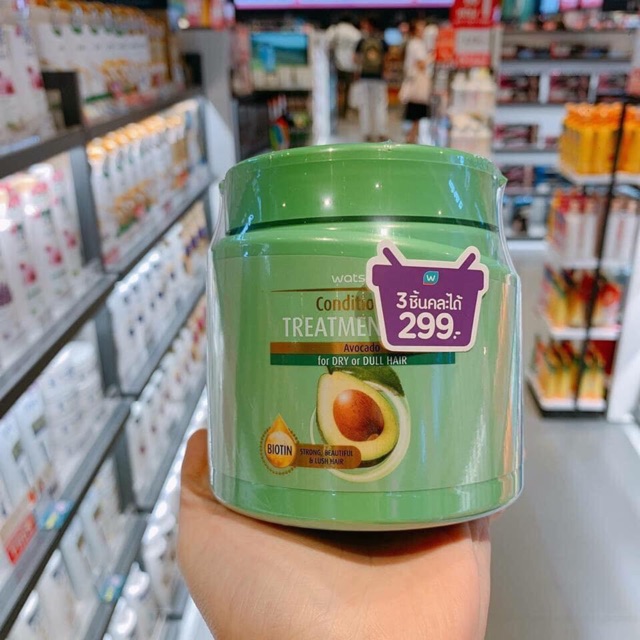 wats
Conditio
TREATMEN
Avocado
for DRY or DULL HAIR
BIOTIN
STRONG, BEAUTIFUL
& LUSH HAIR
W
3 ชิ้นคละได้
299.-